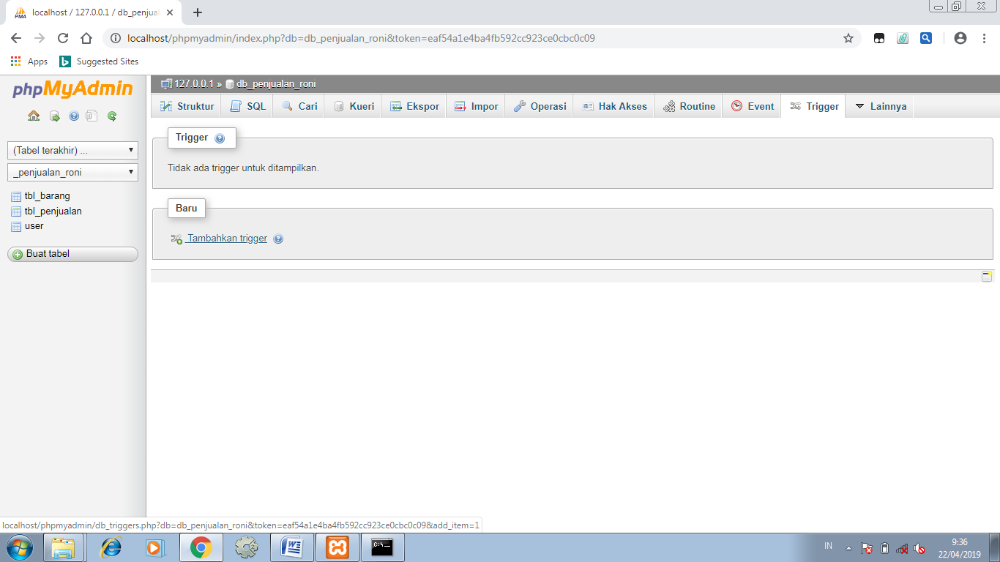 localhost / 127.0.0.1 / db_penjual
localhost/phpmyadmin/index.php?db=db_penjualan_roni&token=eaf54a1e4ba4fb592cc923ce0cbc0c09
Apps Suggested Sites
phpMyAdmin
127.0.0.1 » db_penjualan_roni
Struktur SQL Cari Kueri Ekspor Impor Operasi Hak Akses Routine Event Trigger Lainnya
(Tabel terakhir) ...
_penjualan_roni
tbl_barang
tbl_penjualan
user
Buat tabel
Trigger
Tidak ada trigger untuk ditampilkan.
Baru
Tambahkan trigger
localhost/phpmyadmin/db_triggers.php?db=db_penjualan_roni&token=eaf54a1e4ba4fb592cc923ce0cbc0c09&add_item=1
IN
9:36
22/04/2019